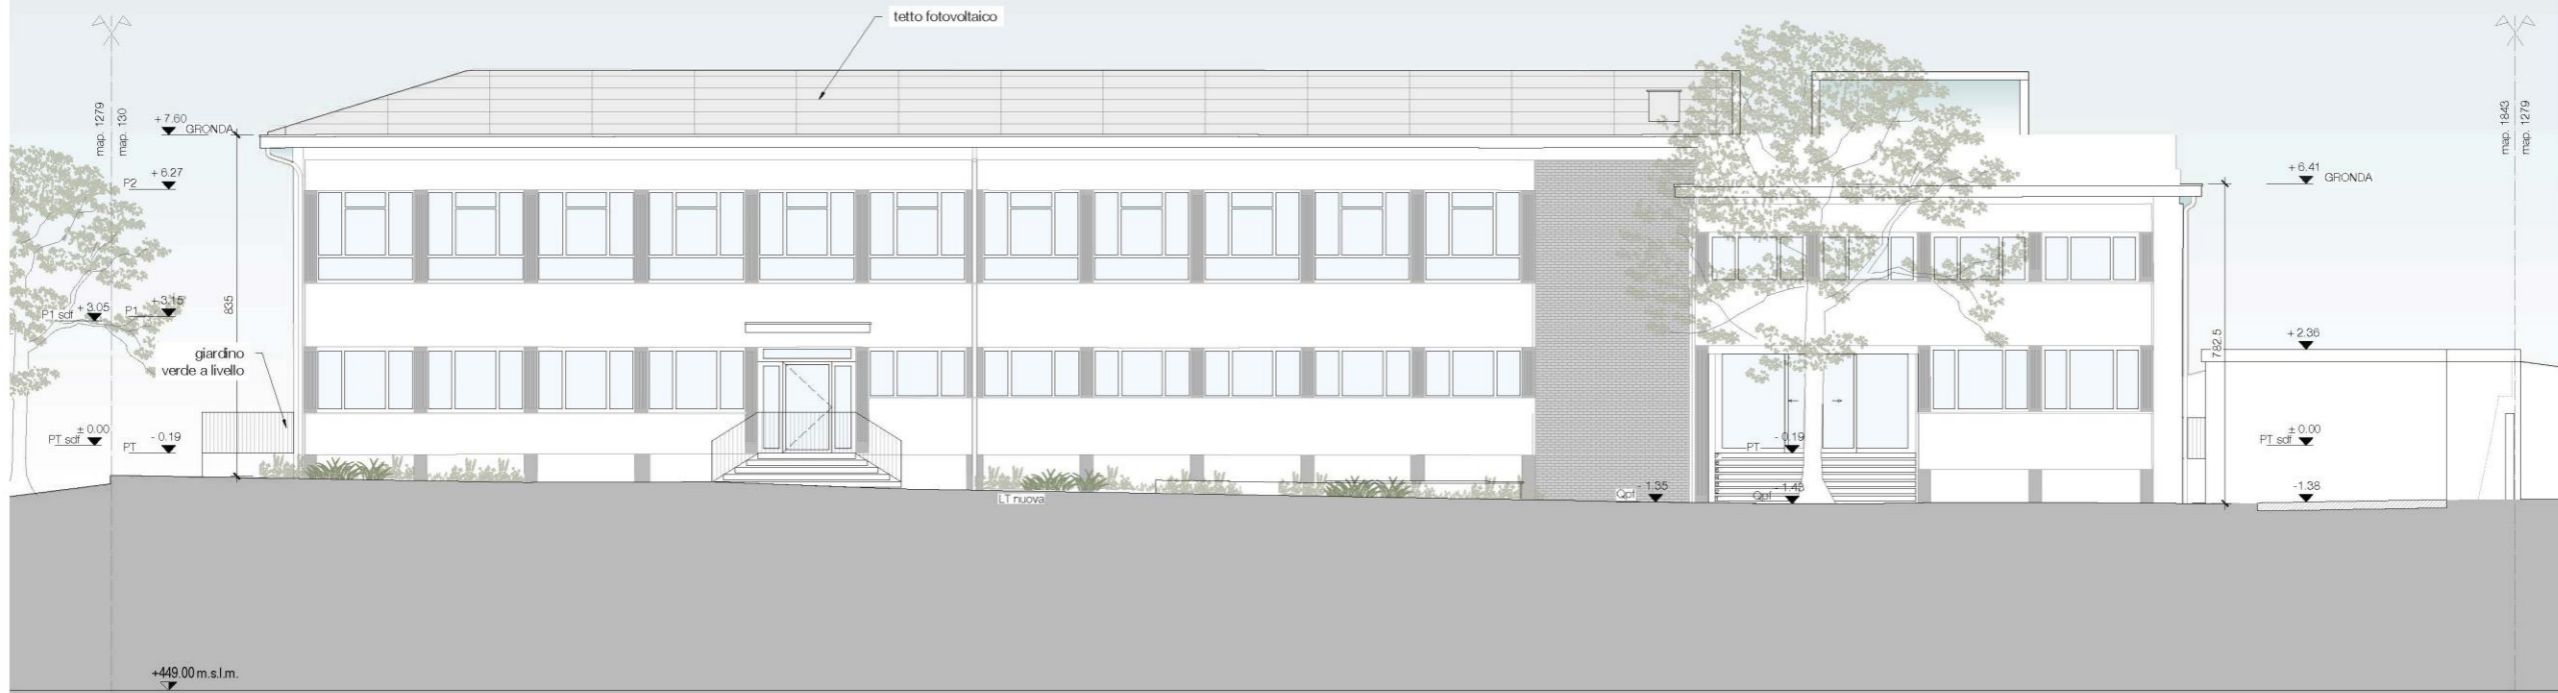 tetto fotovoltaico
map. 1279
map. 130
+ 7.60
GRONDA
P2
+ 6.27
P1 sdf
+ 3.05
P1
+ 3.15
835
giardino
verde a livello
PT sdf
± 0.00
PT
- 0.19
LT nuova
Qpf
- 1.35
PT
- 0.19
Qpf
- 1.43
map. 1843
map. 1279
+ 6.41
GRONDA
782.5
+ 2.36
PT sdf
± 0.00
-1.38
+449.00 m.s.l.m.